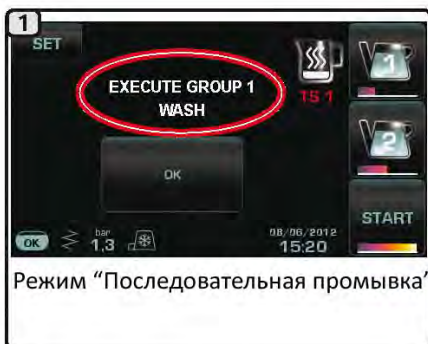 1
SET
EXECUTE GROUP 1
WASH
TS 1
1
2
OK
START
OK
bar
1,3
08/06/2012
15:20
Режим “Последовательная промывка”